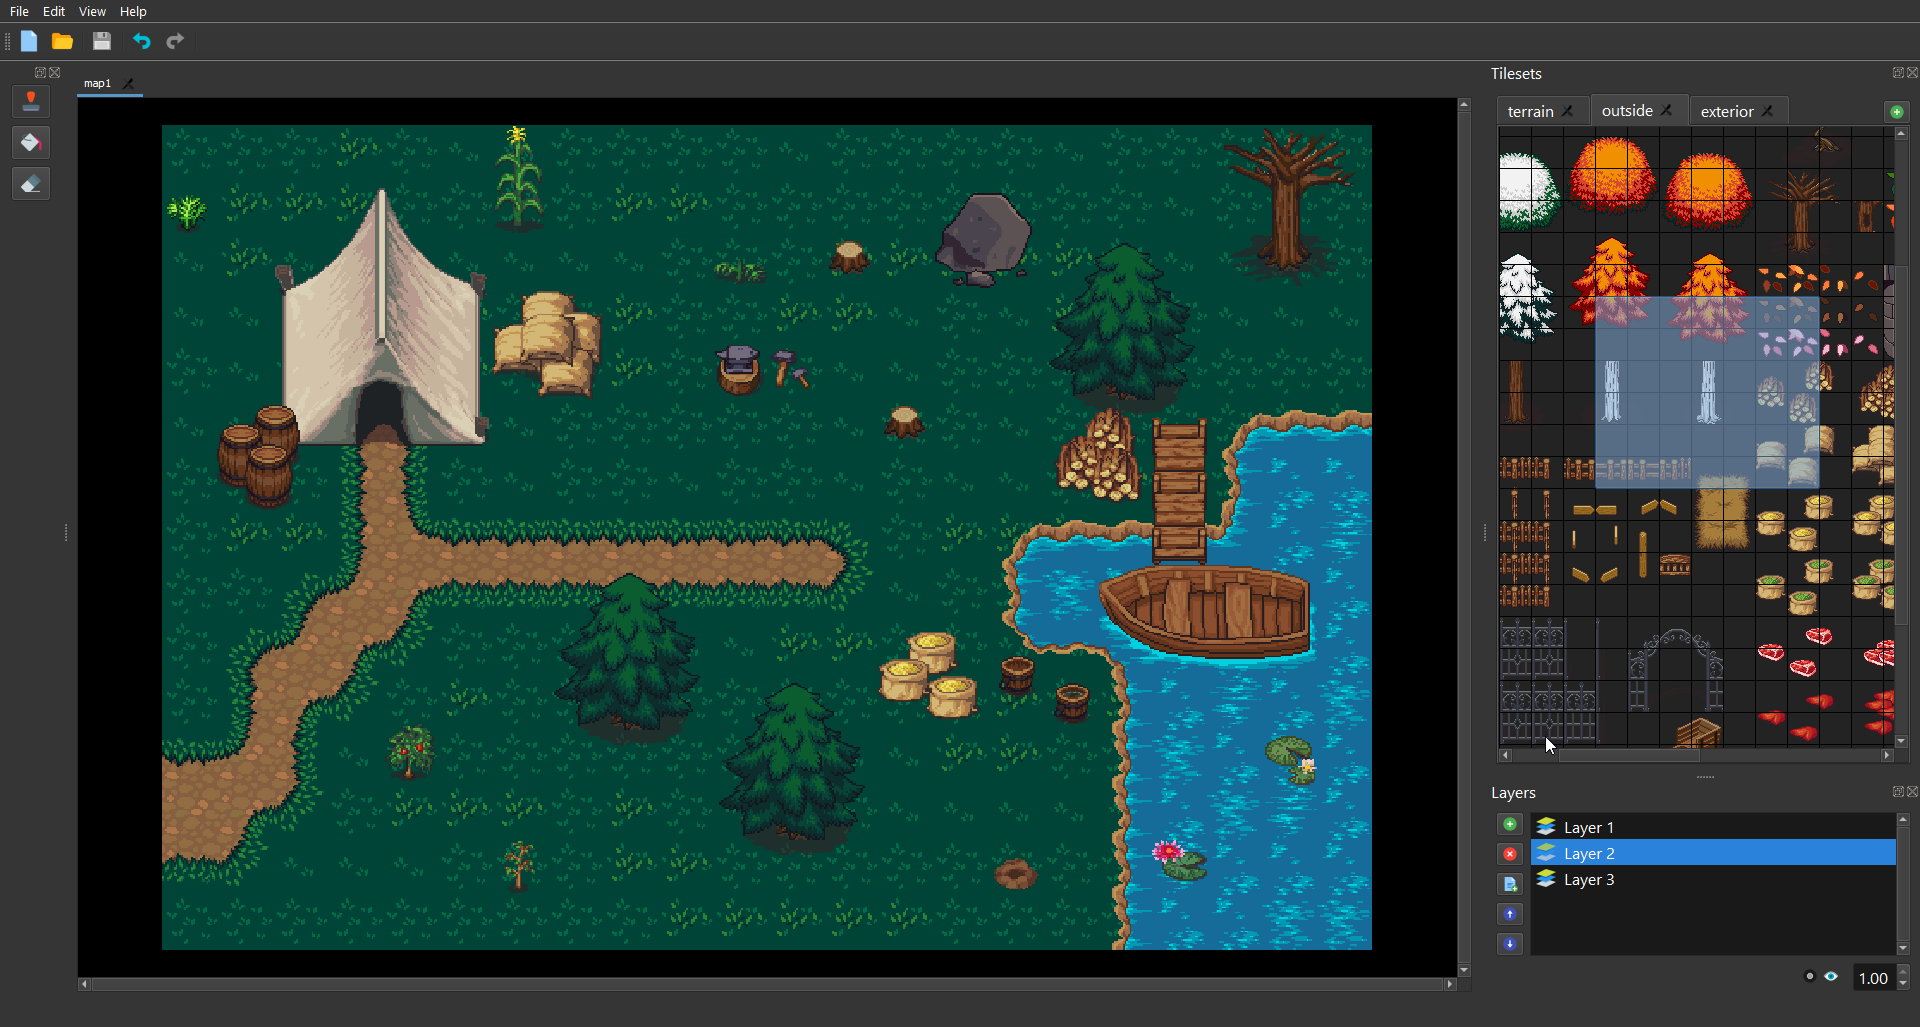 File Edit View Help
map1
Tilesets
terrain outside exterior
Layers
Layer 1
Layer 2
Layer 3
1.00